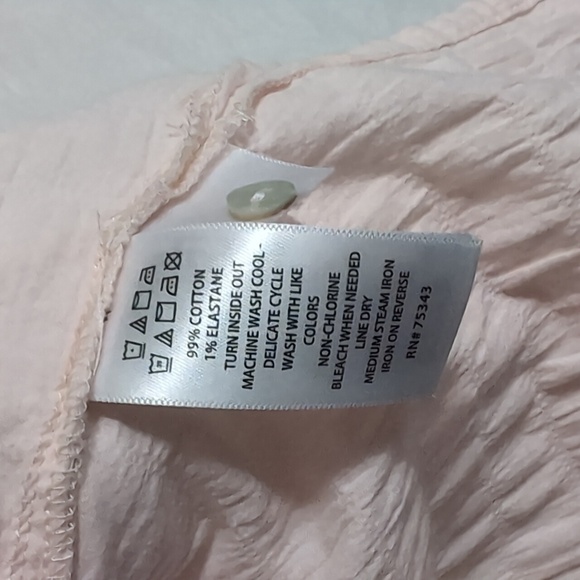 99% COTTON
1% ELASTANE
TURN INSIDE OUT
MACHINE WASH COOL-
DELICATE CYCLE
WASH WITH LIKE
COLORS
NON-CHLORINE
BLEACH WHEN NEEDED
LINE DRY
MEDIUM STEAM IRON
IRON ON REVERSE
RN# 75343